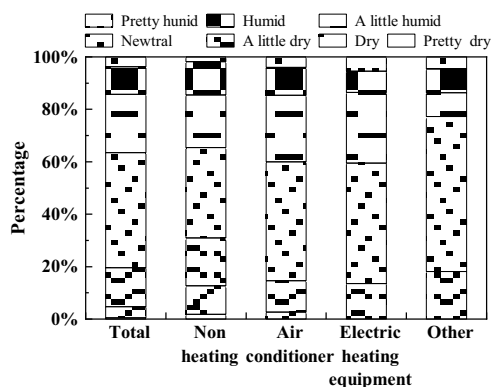 Pretty humid Humid A little humid
Newtral A little dry Dry Pretty dry
100%
80%
60%
40%
20%
0%
Percentage
Total Non heating Air conditioner Electric heating equipment Other